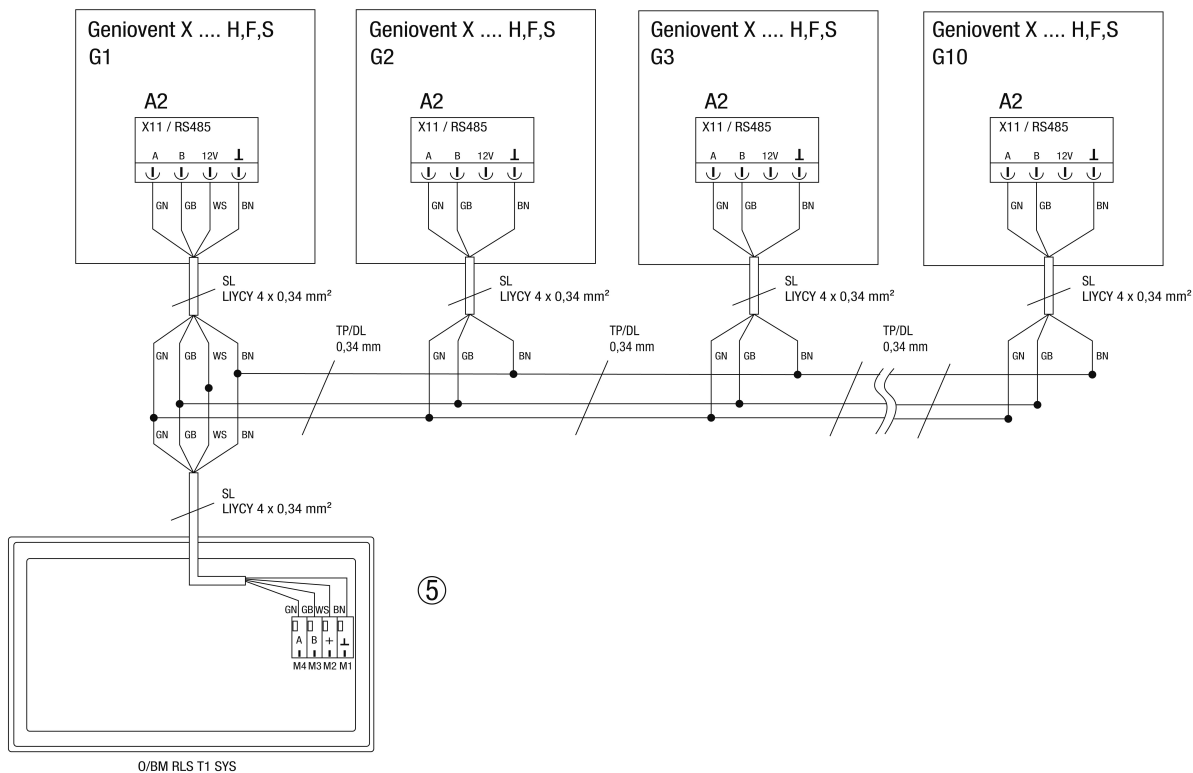 Geniovent X .... H,F,S
G1
A2
X11 / RS485
A B 12V ⊥
GN GB WS BN
SL
LIYCY 4 x 0,34 mm²
Geniovent X .... H,F,S
G2
A2
X11 / RS485
A B 12V ⊥
GN GB BN
SL
LIYCY 4 x 0,34 mm²
Geniovent X .... H,F,S
G3
A2
X11 / RS485
A B 12V ⊥
GN GB BN
SL
LIYCY 4 x 0,34 mm²
Geniovent X .... H,F,S
G10
A2
X11 / RS485
A B 12V ⊥
GN GB BN
SL
LIYCY 4 x 0,34 mm²
GN GB WS BN
TP/DL
0,34 mm
GN GB BN
TP/DL
0,34 mm
GN GB BN
TP/DL
0,34 mm
GN GB BN
GN GB WS BN
SL
LIYCY 4 x 0,34 mm²
⑤
GN GB WS BN
A B + ⊥
M4 M3 M2 M1
O/BM RLS T1 SYS